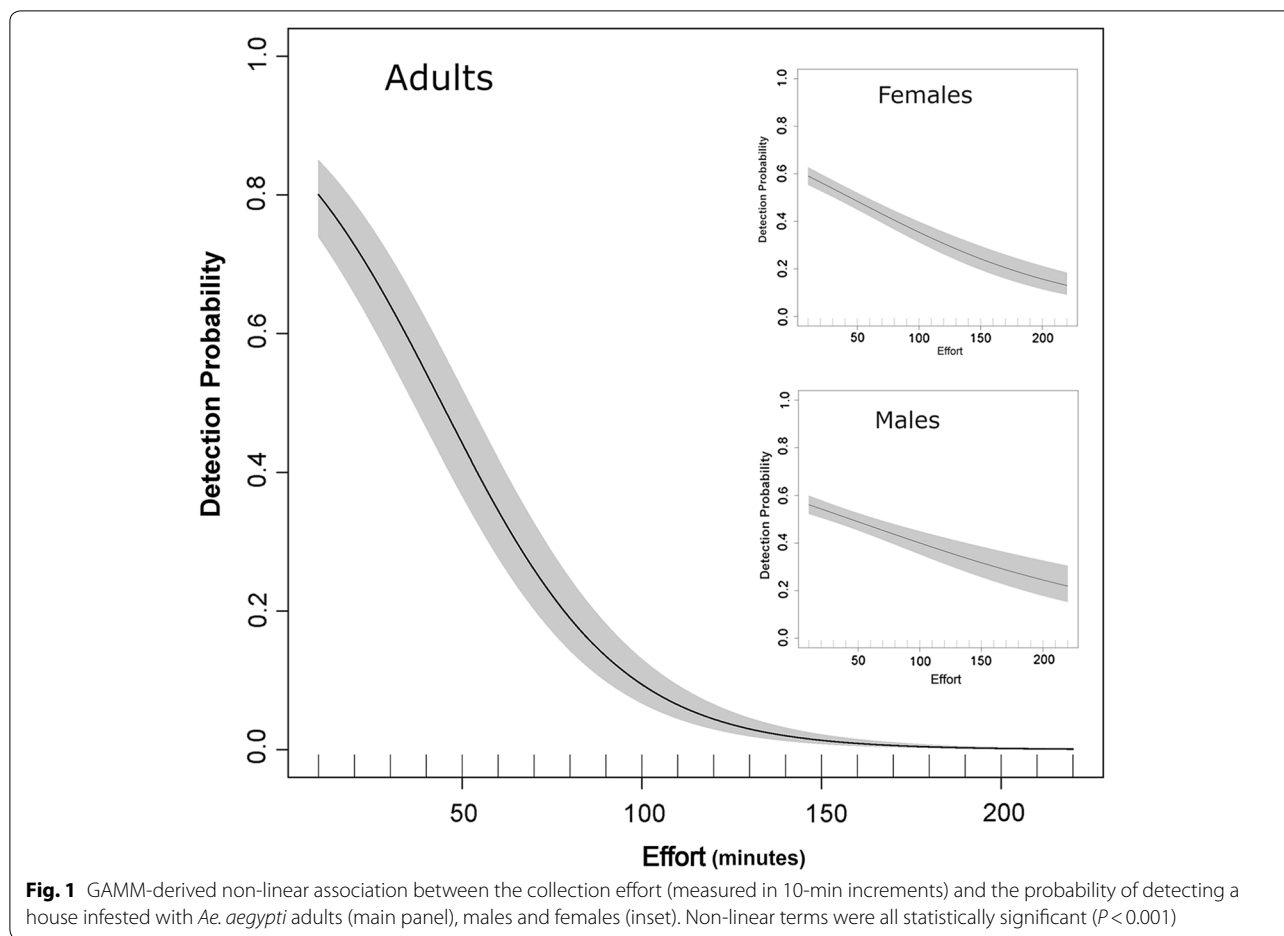 Adults
Detection Probability
1.0
0.8
0.6
0.4
0.2
0.0
50
100
150
200
Effort (minutes)
Females
Detection Probability
1.0
0.8
0.6
0.4
0.2
0.0
50
100
150
200
Effort
Males
Detection Probability
1.0
0.8
0.6
0.4
0.2
0.0
50
100
150
200
Effort
Fig. 1 GAMM-derived non-linear association between the collection effort (measured in 10-min increments) and the probability of detecting a
house infested with Ae. aegypti adults (main panel), males and females (inset). Non-linear terms were all statistically significant (P < 0.001)